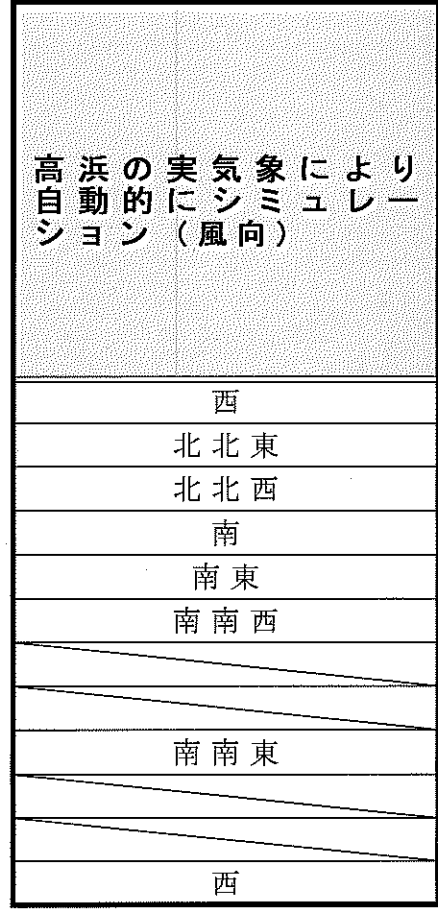 高浜の実気象により
自動的にシミュレー
ション（風向）
西
北北東
北北西
南
南東
南南西
南南東
西